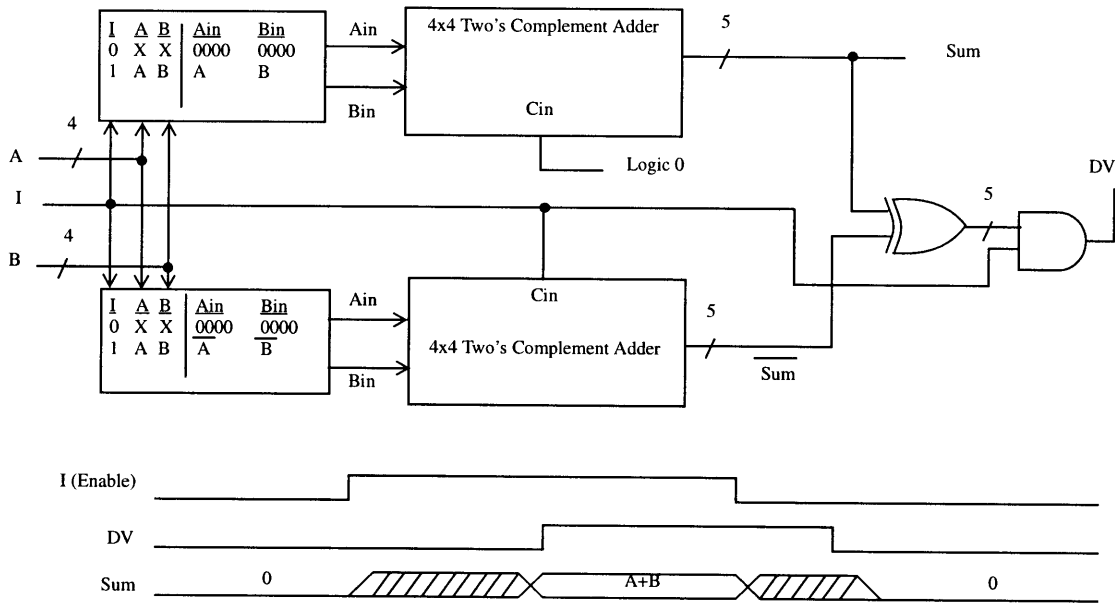 I A B Ain Bin
0 X X 0000 0000
1 A B A B
Ain
Bin
4x4 Two's Complement Adder
Cin
Logic 0
5
Sum
4
A
I
4
B
5
DV
I A B Ain Bin
0 X X 0000 0000
1 A B A̅ B̅
Ain
Bin
Cin
4x4 Two's Complement Adder
5
S̅u̅m̅
I (Enable)
DV
Sum
0
A+B
0